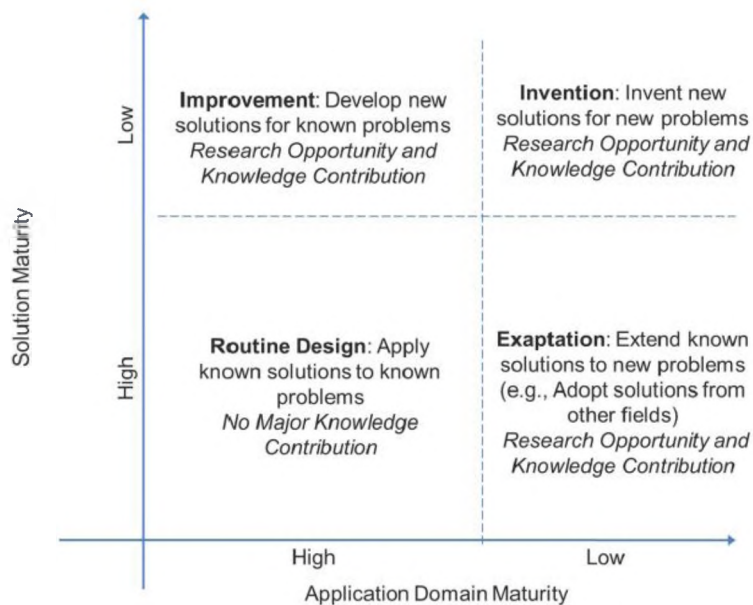 Low
Improvement: Develop new
solutions for known problems
Research Opportunity and
Knowledge Contribution
Invention: Invent new
solutions for new problems
Research Opportunity and
Knowledge Contribution
Solution Maturity
High
Routine Design: Apply
known solutions to known
problems
No Major Knowledge
Contribution
Exaptation: Extend known
solutions to new problems
(e.g., Adopt solutions from
other fields)
Research Opportunity and
Knowledge Contribution
High
Low
Application Domain Maturity